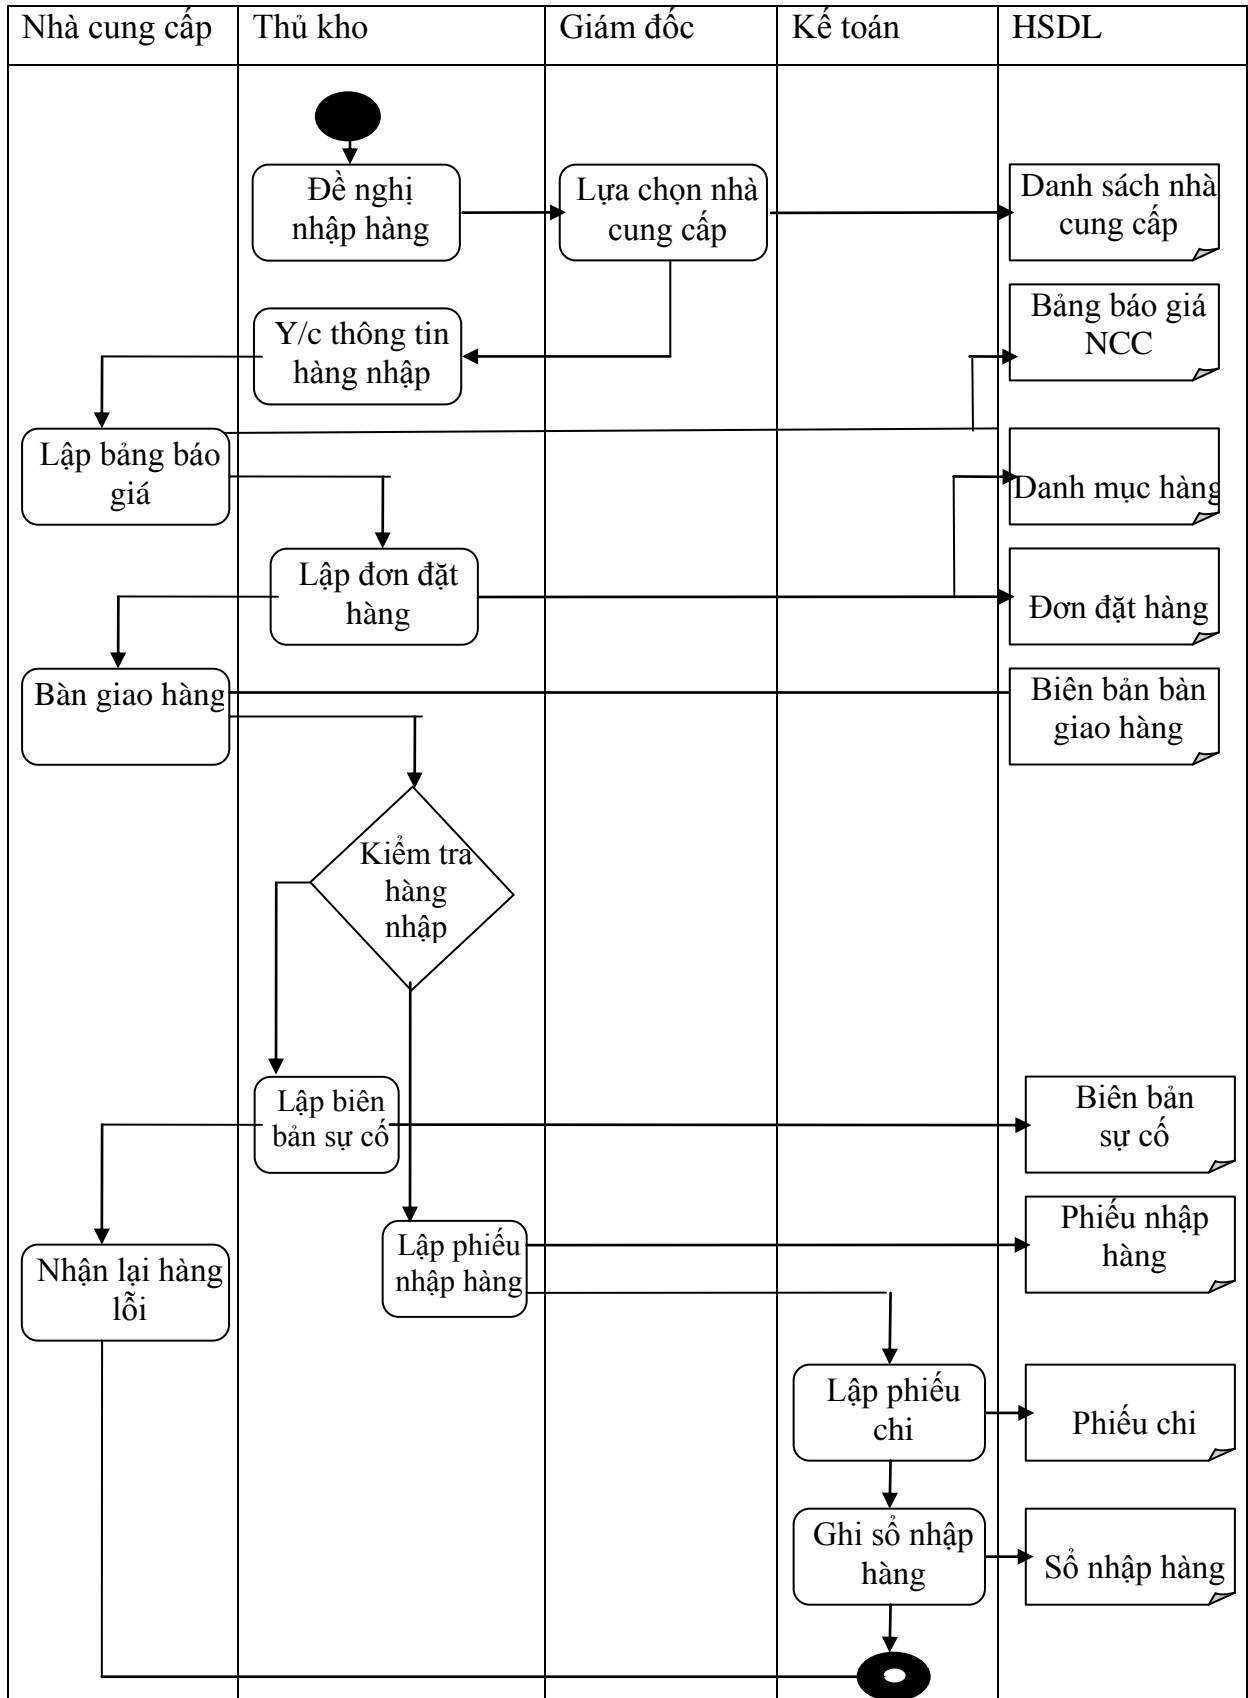 Nhà cung cấp
Thủ kho
Giám đốc
Kế toán
HSDL
Đề nghị
nhập hàng
Lựa chọn nhà
cung cấp
Danh sách nhà
cung cấp
Y/c thông tin
hàng nhập
Bảng báo giá
NCC
Lập bảng báo
giá
Danh mục hàng
Lập đơn đặt
hàng
Đơn đặt hàng
Bàn giao hàng
Biên bản bàn
giao hàng
Kiểm tra
hàng
nhập
Lập biên
bản sự cố
Biên bản
sự cố
Lập phiếu
nhập hàng
Phiếu nhập
hàng
Nhận lại hàng
lỗi
Lập phiếu
chi
Phiếu chi
Ghi sổ nhập
hàng
Sổ nhập hàng